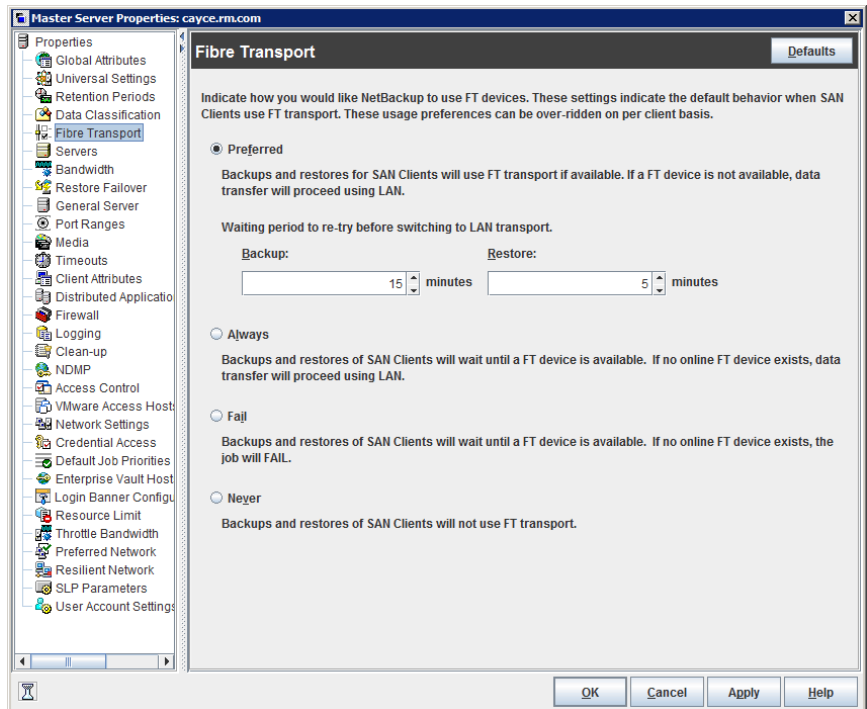 Master Server Properties: cayce.rm.com
Properties
Global Attributes
Universal Settings
Retention Periods
Data Classification
Fibre Transport
Servers
Bandwidth
Restore Failover
General Server
Port Ranges
Media
Timeouts
Client Attributes
Distributed Applicatio
Firewall
Logging
Clean-up
NDMP
Access Control
VMware Access Hosts
Network Settings
Credential Access
Default Job Priorities
Enterprise Vault Host
Login Banner Configu
Resource Limit
Throttle Bandwidth
Preferred Network
Resilient Network
SLP Parameters
User Account Settings
Fibre Transport
Defaults
Indicate how you would like NetBackup to use FT devices. These settings indicate the default behavior when SAN
Clients use FT transport. These usage preferences can be over-ridden on per client basis.
Preferred
Backups and restores for SAN Clients will use FT transport if available. If a FT device is not available, data
transfer will proceed using LAN.
Waiting period to re-try before switching to LAN transport.
Backup:
Restore:
15 minutes
5 minutes
Always
Backups and restores of SAN Clients will wait until a FT device is available. If no online FT device exists, data
transfer will proceed using LAN.
Fail
Backups and restores of SAN Clients will wait until a FT device is available. If no online FT device exists, the
job will FAIL.
Never
Backups and restores of SAN Clients will not use FT transport.
OK
Cancel
Apply
Help